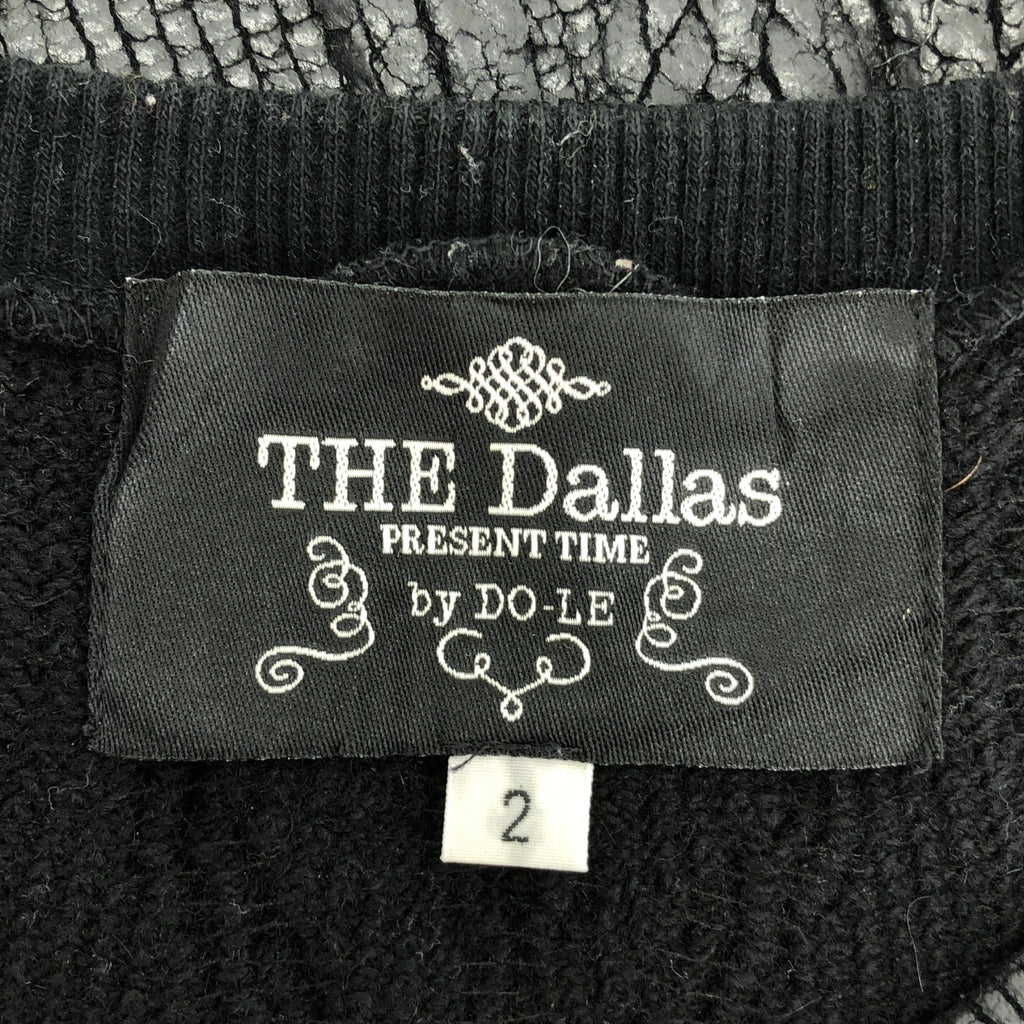 THE Dallas
PRESENT TIME
by DO-LE
2